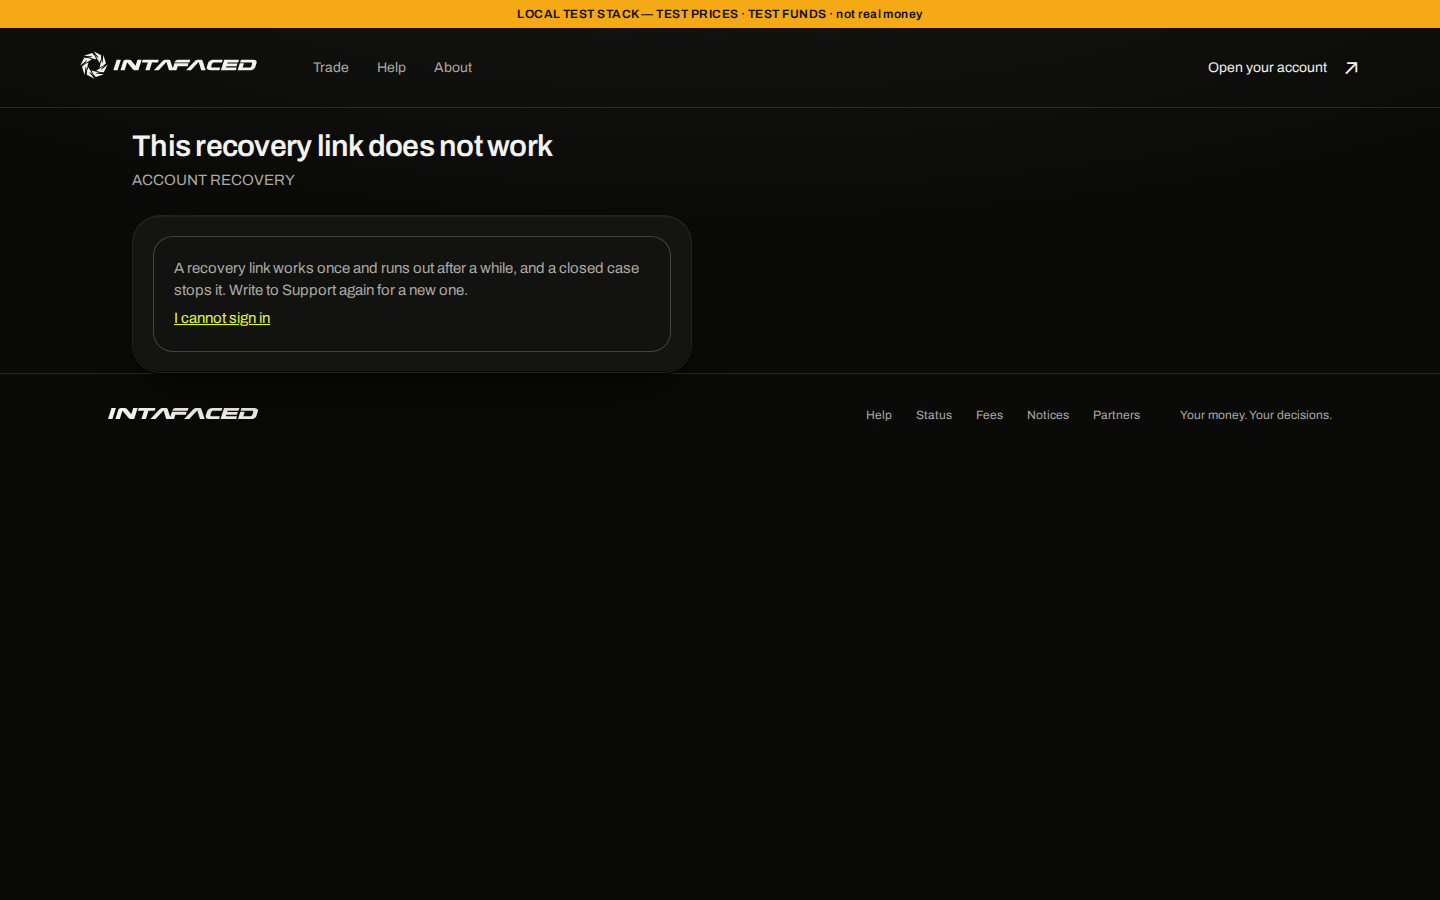 LOCAL TEST STACK — TEST PRICES · TEST FUNDS · not real money
INTAFACED
Trade
Help
About
Open your account
This recovery link does not work
ACCOUNT RECOVERY
A recovery link works once and runs out after a while, and a closed case
stops it. Write to Support again for a new one.
I cannot sign in
INTAFACED
Help
Status
Fees
Notices
Partners
Your money. Your decisions.